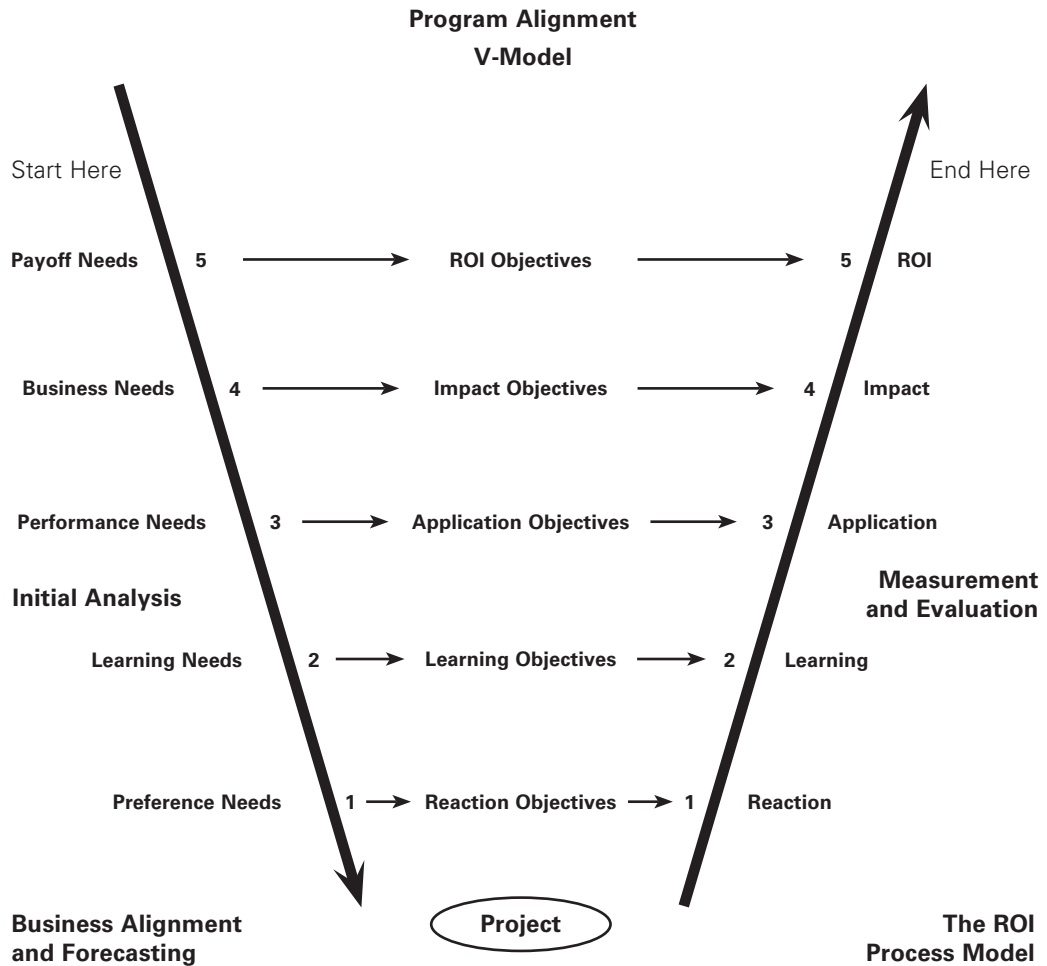 Program Alignment
V-Model
Start Here
End Here
Payoff Needs 5 ROI Objectives 5 ROI
Business Needs 4 Impact Objectives 4 Impact
Performance Needs 3 Application Objectives 3 Application
Initial Analysis
Measurement
and Evaluation
Learning Needs 2 Learning Objectives 2 Learning
Preference Needs 1 Reaction Objectives 1 Reaction
Business Alignment
and Forecasting
Project
The ROI
Process Model